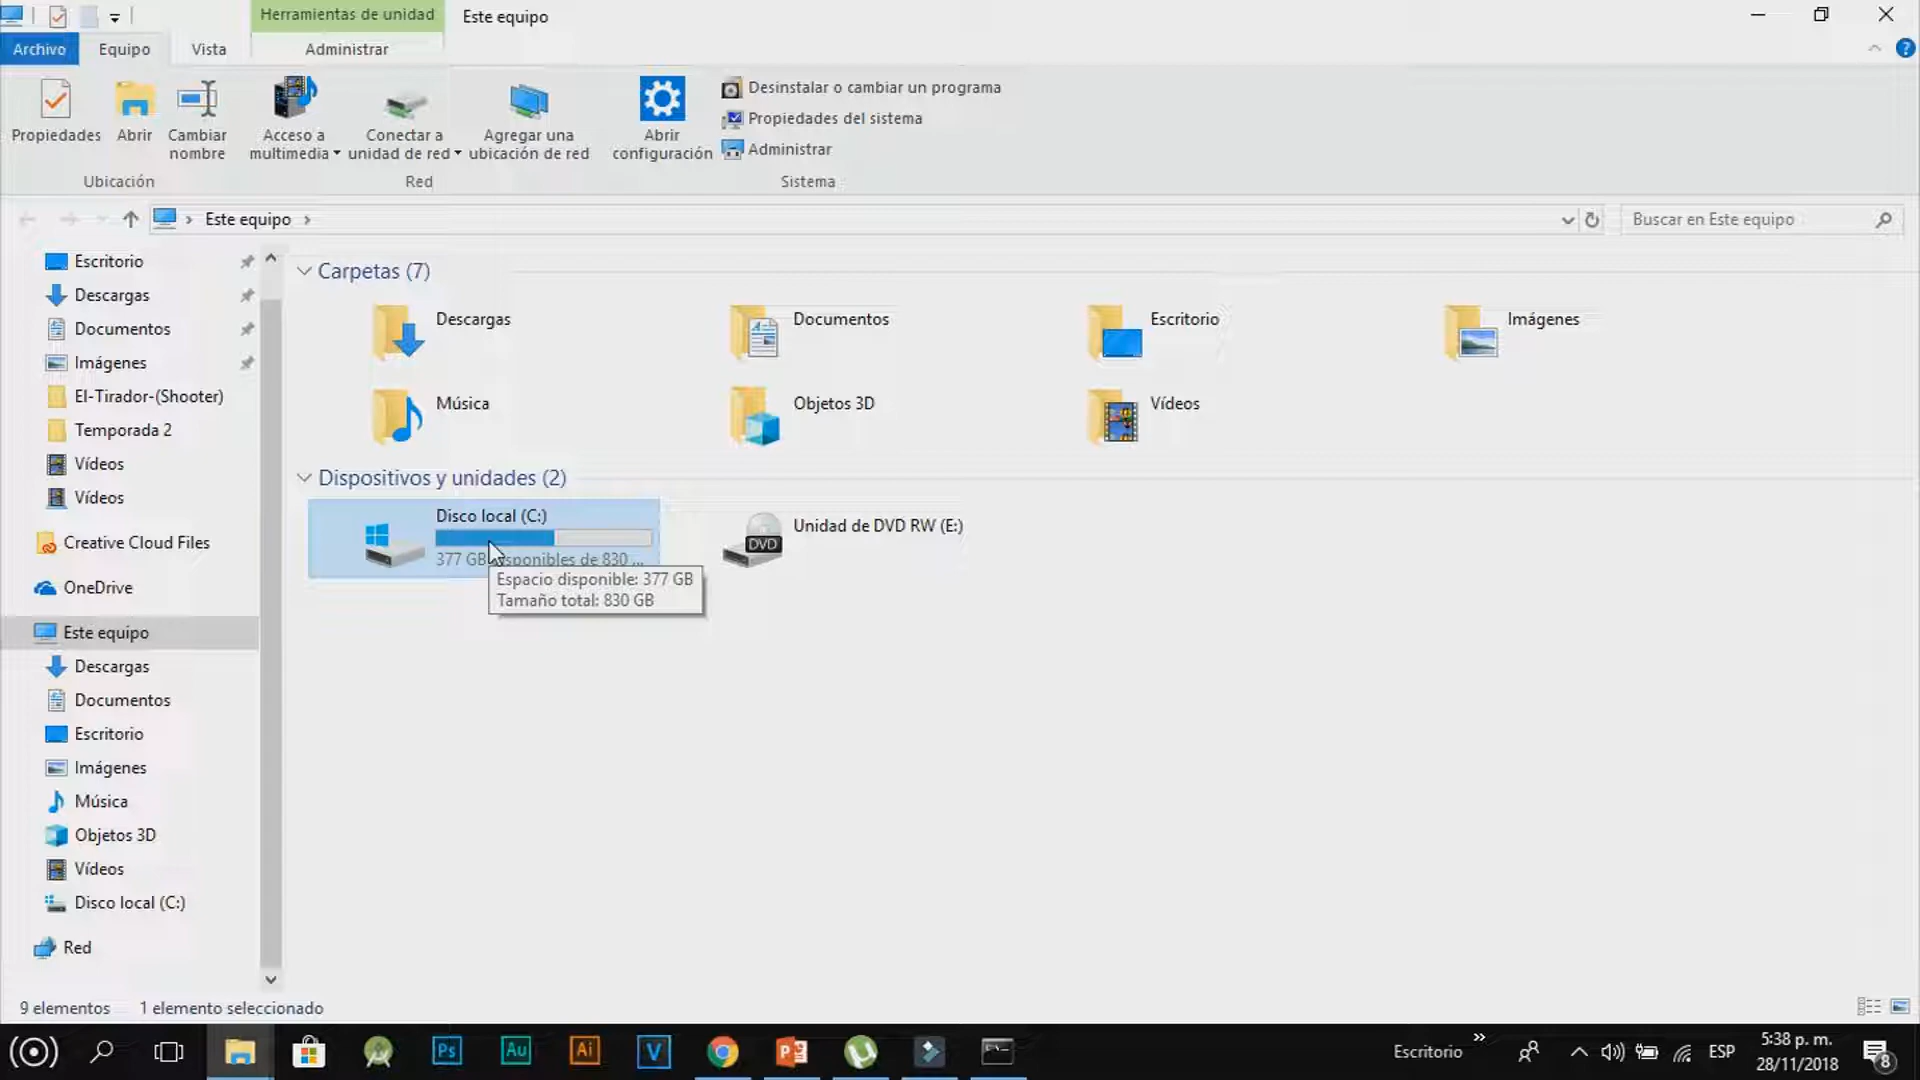 Herramientas de unidad
Este equipo
Archivo
Equipo
Vista
Administrar
Propiedades
Abrir
Cambiar
nombre
Acceso a
multimedia
Conectar a
unidad de red
Agregar una
ubicación de red
Abrir
configuración
Desinstalar o cambiar un programa
Propiedades del sistema
Administrar
Ubicación
Red
Sistema
Este equipo
Buscar en Este equipo
Escritorio
Descargas
Documentos
Imágenes
El-Tirador-(Shooter)
Temporada 2
Vídeos
Vídeos
Creative Cloud Files
OneDrive
Este equipo
Descargas
Documentos
Escritorio
Imágenes
Música
Objetos 3D
Vídeos
Disco local (C:)
Red
Carpetas (7)
Descargas
Documentos
Escritorio
Imágenes
Música
Objetos 3D
Vídeos
Dispositivos y unidades (2)
Disco local (C:)
377 GB disponibles de 830 ...
Espacio disponible: 377 GB
Tamaño total: 830 GB
Unidad de DVD RW (E:)
DVD
9 elementos
1 elemento seleccionado
Ps
Au
Ai
V
Escritorio
ESP
5:38 p. m.
28/11/2018
8